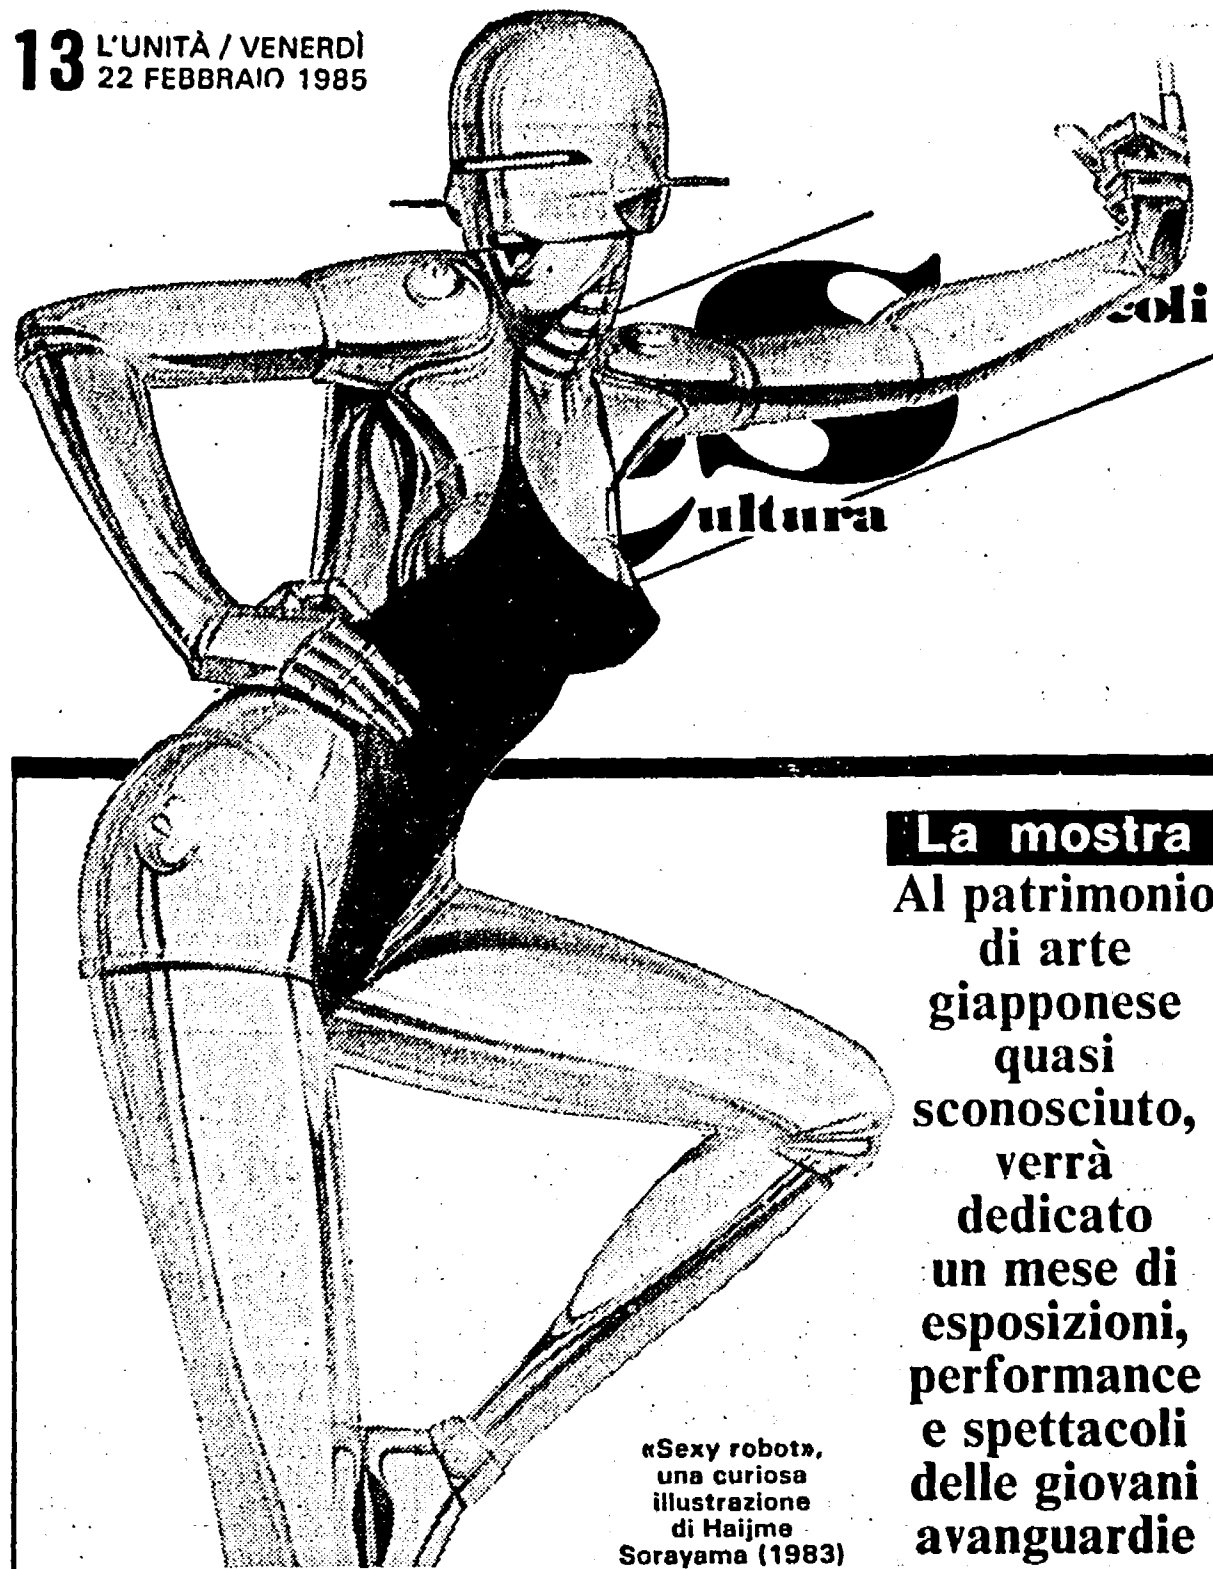 13 L'UNITÀ / VENERDÌ
22 FEBBRAIO 1985
coli
ultura
La mostra
Al patrimonio
di arte
giapponese
quasi
sconosciuto,
verrà
dedicato
un mese di
esposizioni,
performance
e spettacoli
delle giovani
avanguardie
«Sexy robot»,
una curiosa
illustrazione
di Haijme
Sorayama (1983)